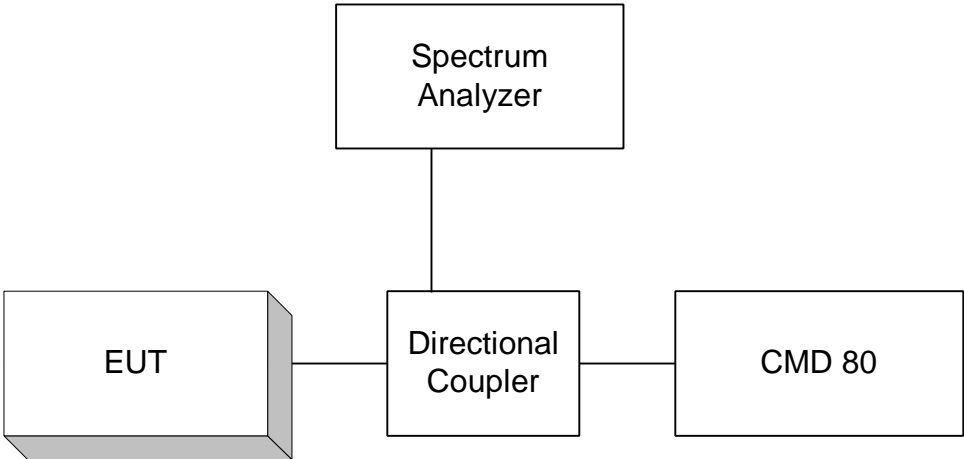 Spectrum
Analyzer
EUT
Directional
Coupler
CMD 80